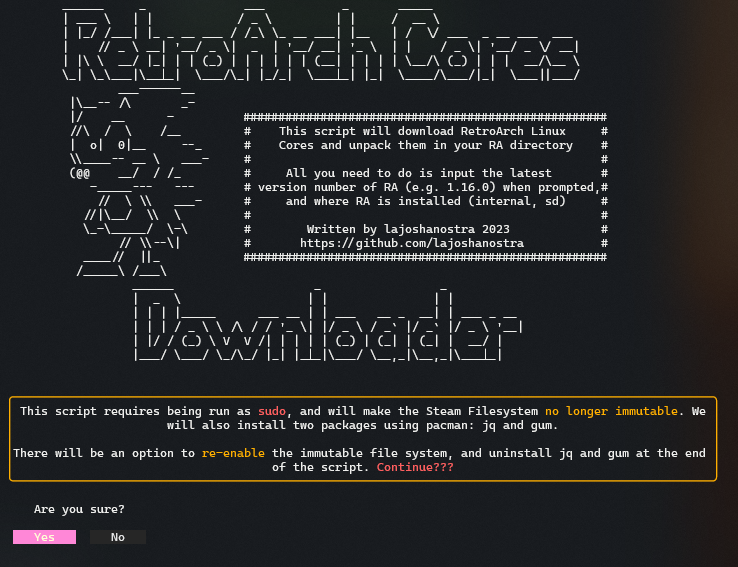 RetroArch Cores
This script will download RetroArch Linux
Cores and unpack them in your RA directory
All you need to do is input the latest
version number of RA (e.g. 1.16.0) when prompted,
and where RA is installed (internal, sd)
Written by lajoshanostra 2023
https://github.com/lajoshanostra
Downloader
This script requires being run as sudo, and will make the Steam Filesystem no longer immutable. We
will also install two packages using pacman: jq and gum.
There will be an option to re-enable the immutable file system, and uninstall jq and gum at the end
of the script. Continue???
Are you sure?
Yes No